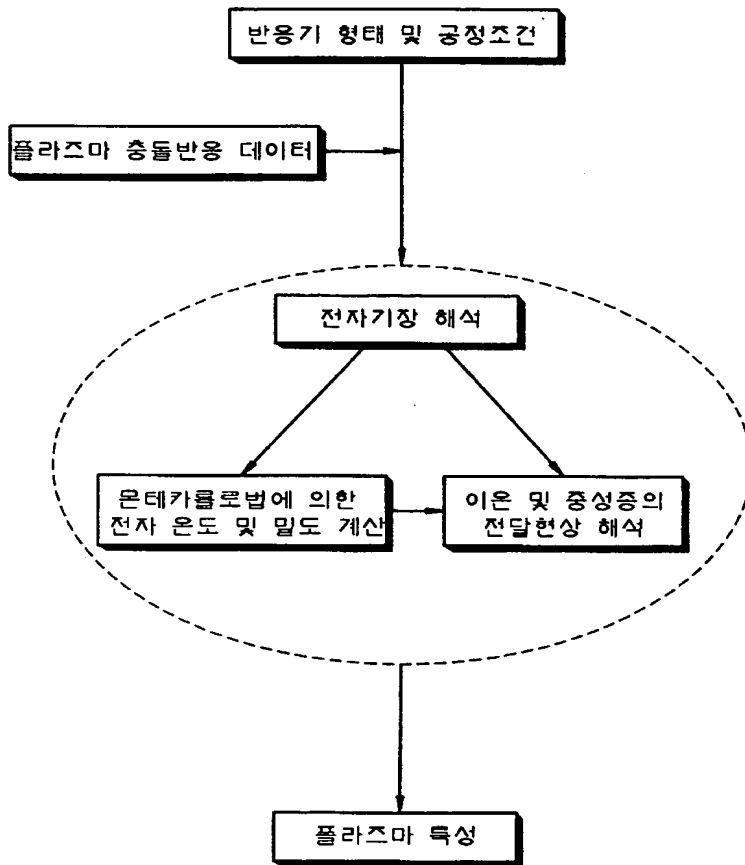 반응기 형태 및 공정조건
플라즈마 충돌반응 데이터
전자기장 해석
몬테카를로법에 의한
전자 온도 및 밀도 계산
이온 및 중성종의
전달현상 해석
플라즈마 특성